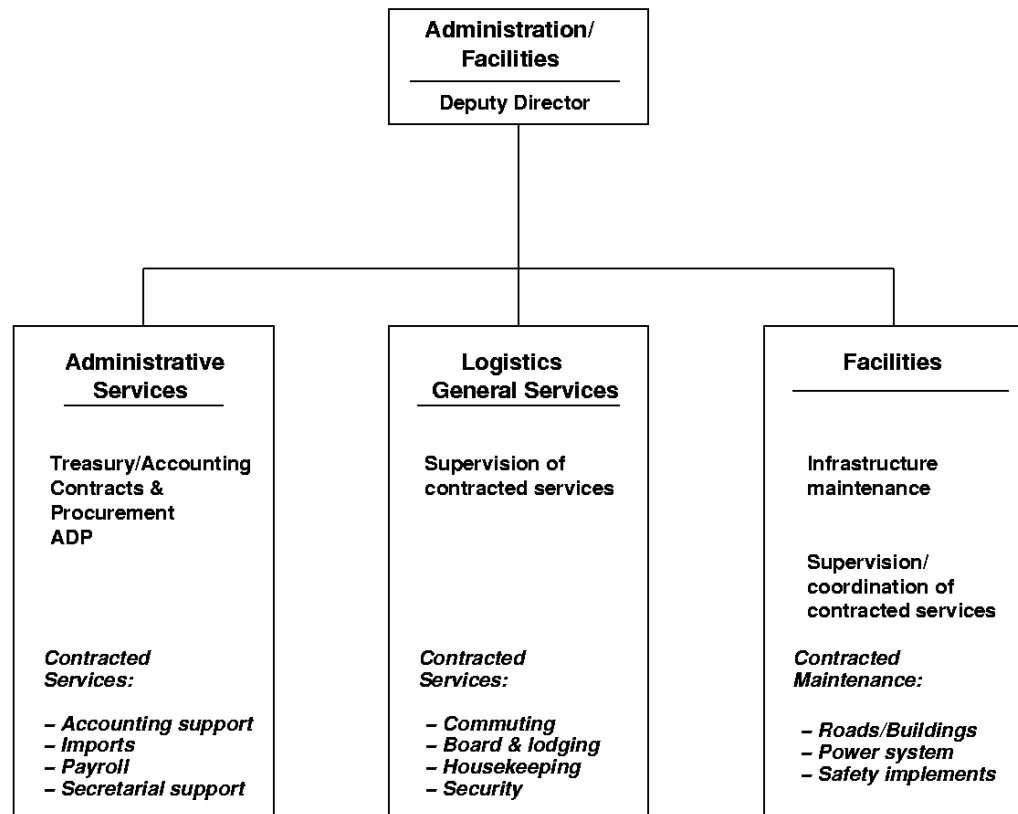 Administration/
Facilities
Deputy Director
Administrative
Services
Treasury/Accounting
Contracts &
Procurement
ADP
Contracted
Services:
– Accounting support
– Imports
– Payroll
– Secretarial support
Logistics
General Services
Supervision of
contracted services
Contracted
Services:
– Commuting
– Board & lodging
– Housekeeping
– Security
Facilities
Infrastructure
maintenance
Supervision/
coordination of
contracted services
Contracted
Maintenance:
– Roads/Buildings
– Power system
– Safety implements